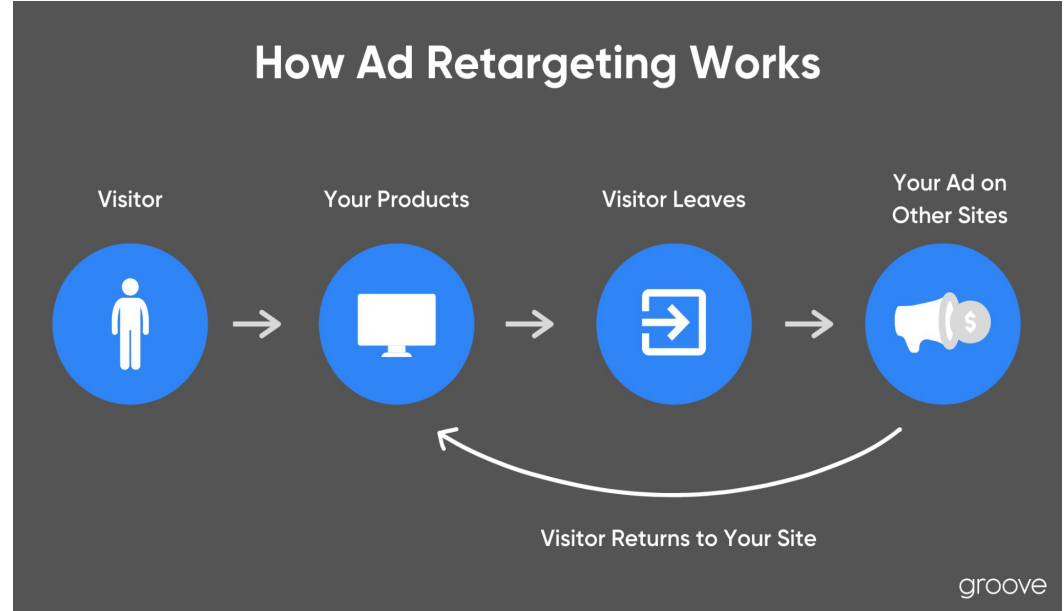 How Ad Retargeting Works
Visitor
Your Products
Visitor Leaves
Your Ad on
Other Sites
$
Visitor Returns to Your Site
groove